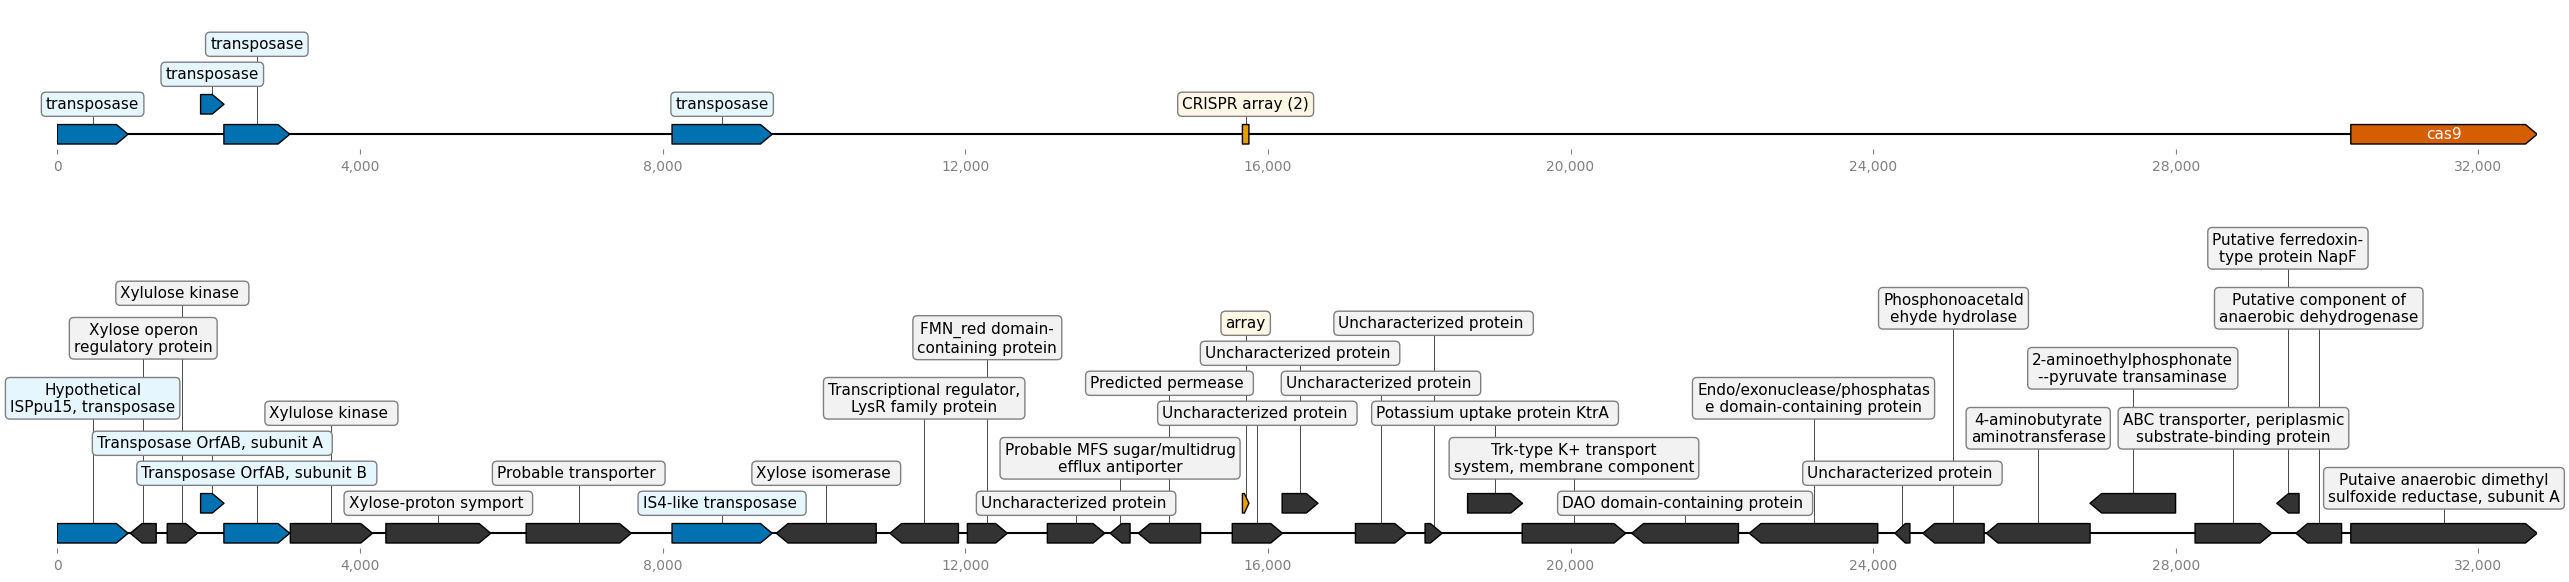 transposase
transposase
transposase
transposase
CRISPR array (2)
cas9
0
4,000
8,000
12,000
16,000
20,000
24,000
28,000
32,000
Putative ferredoxin-
type protein NapF
Xylulose kinase
Xylose operon
regulatory protein
FMN_red domain-
containing protein
array
Uncharacterized protein
Phosphonoacetald
ehyde hydrolase
Putative component of
anaerobic dehydrogenase
Uncharacterized protein
Hypothetical
ISPpu15, transposase
Xylulose kinase
Transcriptional regulator,
LysR family protein
Predicted permease
Uncharacterized protein
Uncharacterized protein
Potassium uptake protein KtrA
Endo/exonuclease/phosphatas
e domain-containing protein
2-aminoethylphosphonate
--pyruvate transaminase
4-aminobutyrate
aminotransferase
ABC transporter, periplasmic
substrate-binding protein
Transposase OrfAB, subunit A
Transposase OrfAB, subunit B
Probable transporter
Xylose isomerase
Probable MFS sugar/multidrug
efflux antiporter
Trk-type K+ transport
system, membrane component
Uncharacterized protein
Putaive anaerobic dimethyl
sulfoxide reductase, subunit A
Xylose-proton symport
IS4-like transposase
Uncharacterized protein
DAO domain-containing protein
0
4,000
8,000
12,000
16,000
20,000
24,000
28,000
32,000